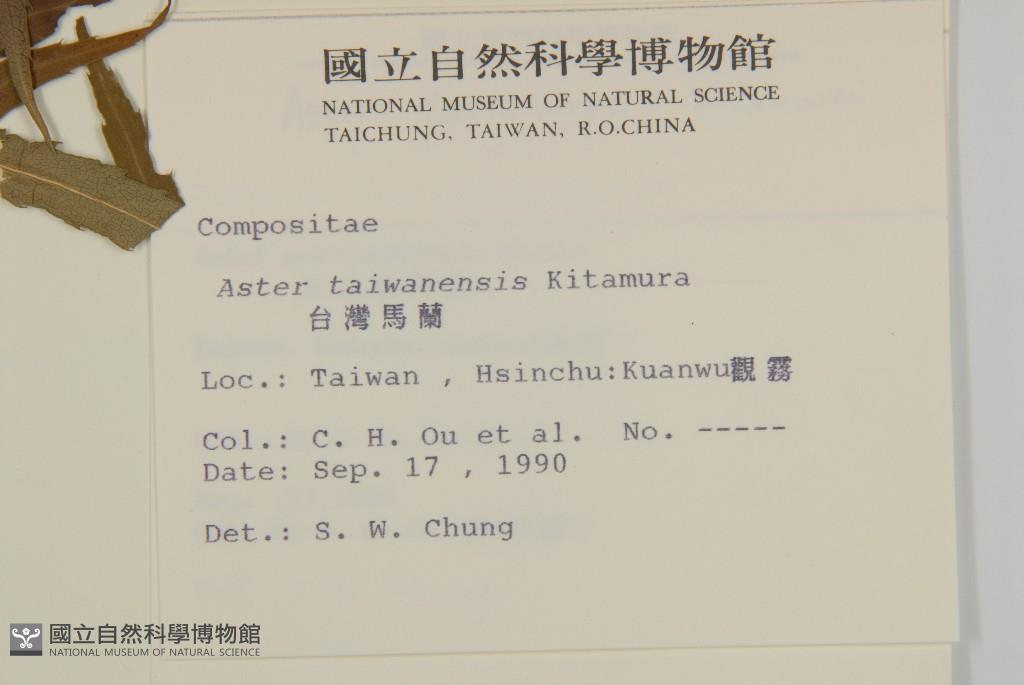 國立自然科學博物館
NATIONAL MUSEUM OF NATURAL SCIENCE
TAICHUNG, TAIWAN, R.O.CHINA
Compositae
Aster taiwanensis Kitamura
台灣馬蘭
Loc.: Taiwan , Hsinchu:Kuanwu觀霧
Col.: C. H. Ou et al. No. -----
Date: Sep. 17 , 1990
Det.: S. W. Chung
國立自然科學博物館
NATIONAL MUSEUM OF NATURAL SCIENCE